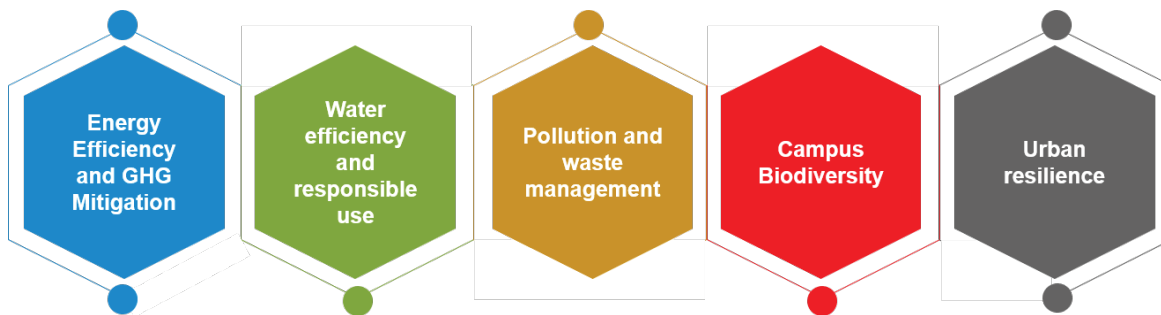 Energy
Efficiency
and GHG
Mitigation
Water
efficiency
and
responsible
use
Pollution and
waste
management
Campus
Biodiversity
Urban
resilience